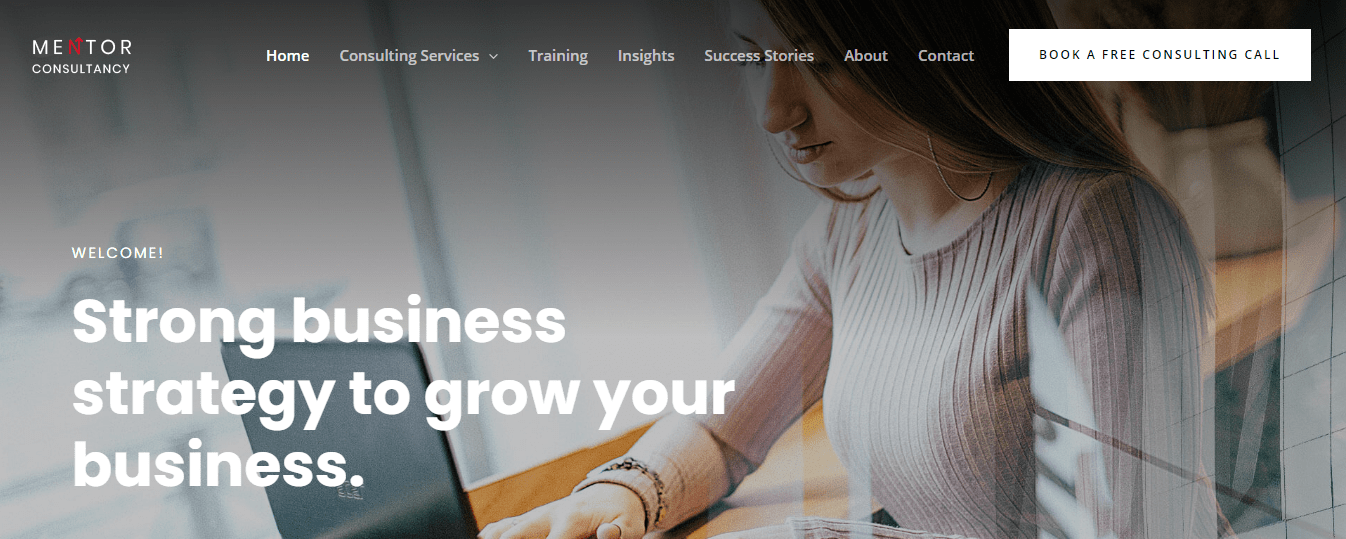 MENTOR
CONSULTANCY
Home
Consulting Services
Training
Insights
Success Stories
About
Contact
BOOK A FREE CONSULTING CALL
WELCOME!
Strong business
strategy to grow your
business.